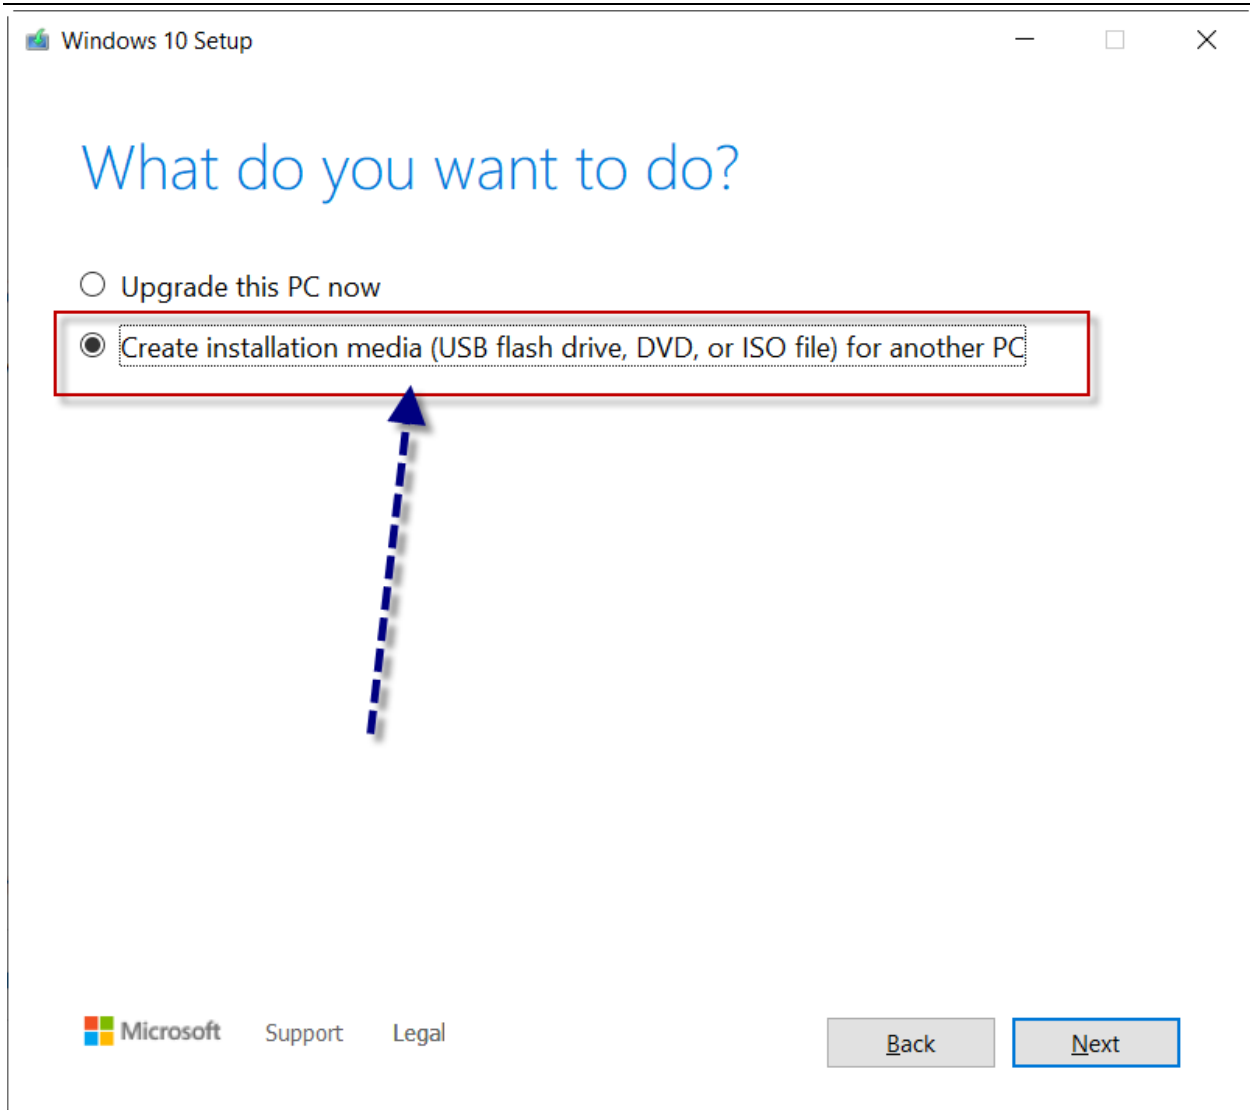 Windows 10 Setup
What do you want to do?
Upgrade this PC now
Create installation media (USB flash drive, DVD, or ISO file) for another PC
Microsoft Support Legal
Back Next